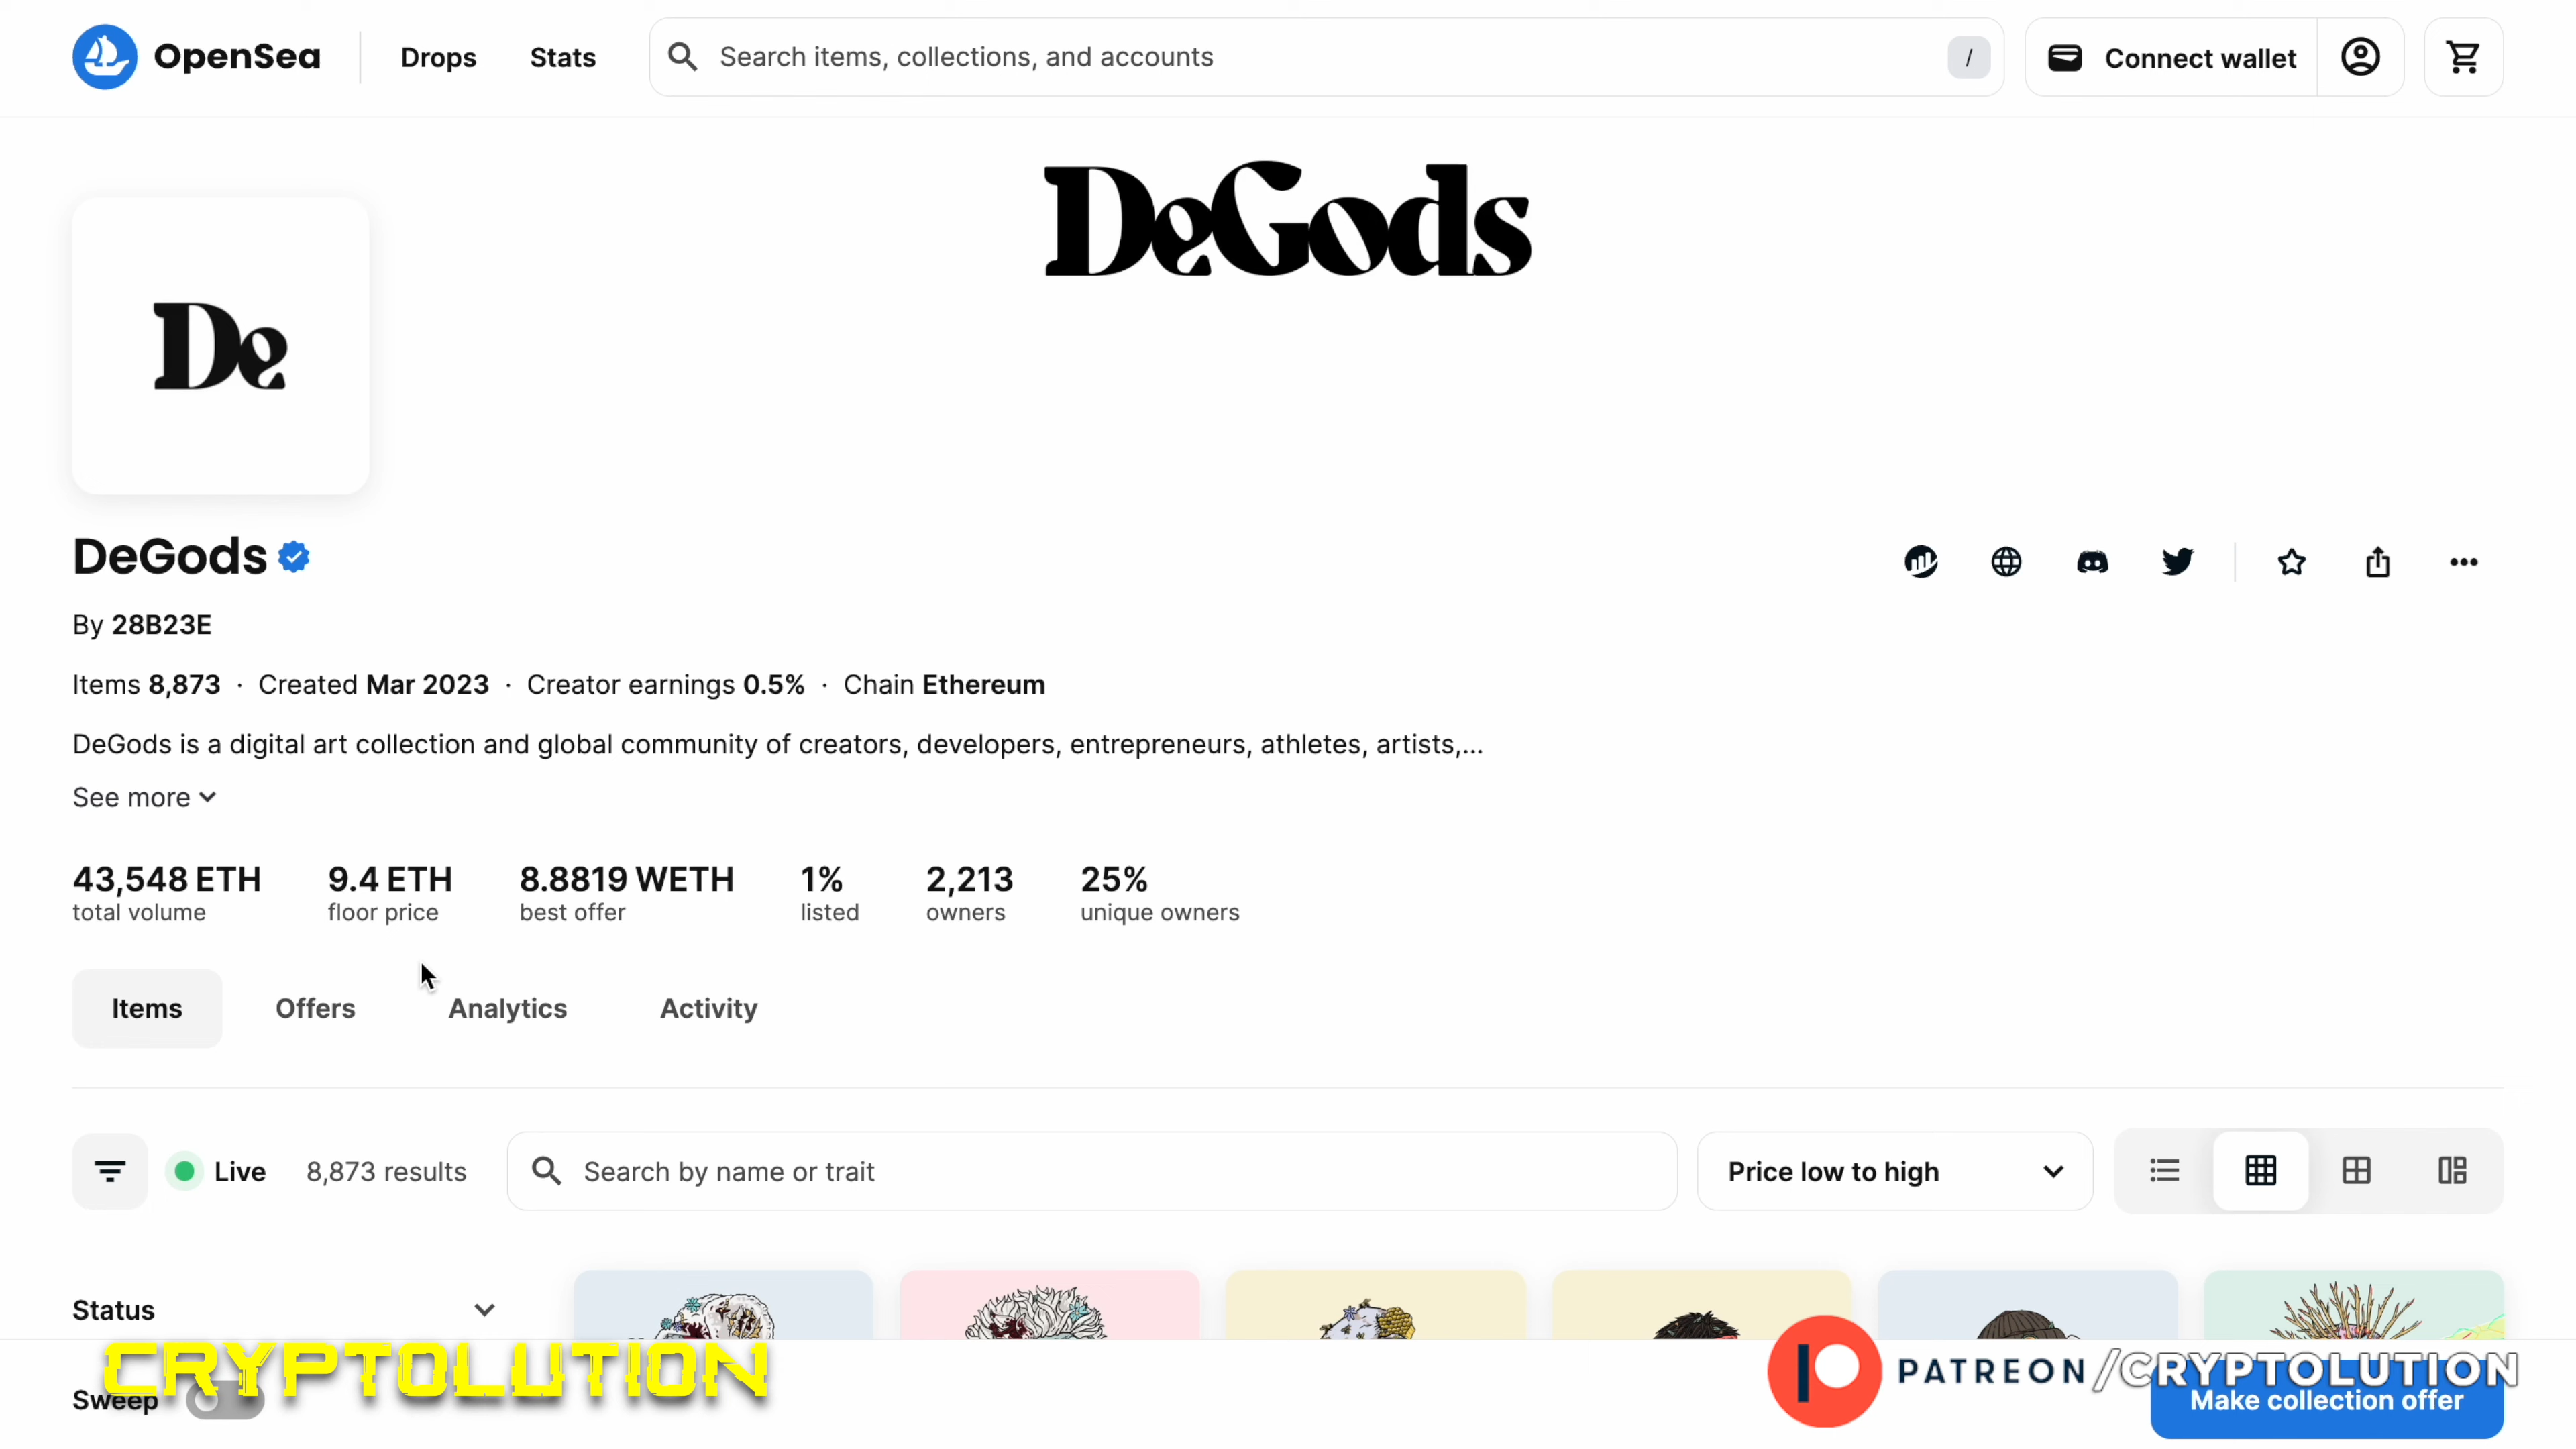 OpenSea
Drops
Stats
Search items, collections, and accounts
/
Connect wallet
DeGods
De
DeGods
By 28B23E
Items 8,873 · Created Mar 2023 · Creator earnings 0.5% · Chain Ethereum
DeGods is a digital art collection and global community of creators, developers, entrepreneurs, athletes, artists,...
See more
43,548 ETH
total volume
9.4 ETH
floor price
8.8819 WETH
best offer
1%
listed
2,213
owners
25%
unique owners
Items
Offers
Analytics
Activity
Live
8,873 results
Search by name or trait
Price low to high
Status
CRYPTOLUTION
PATREON/CRYPTOLUTION
Sweep
Make collection offer